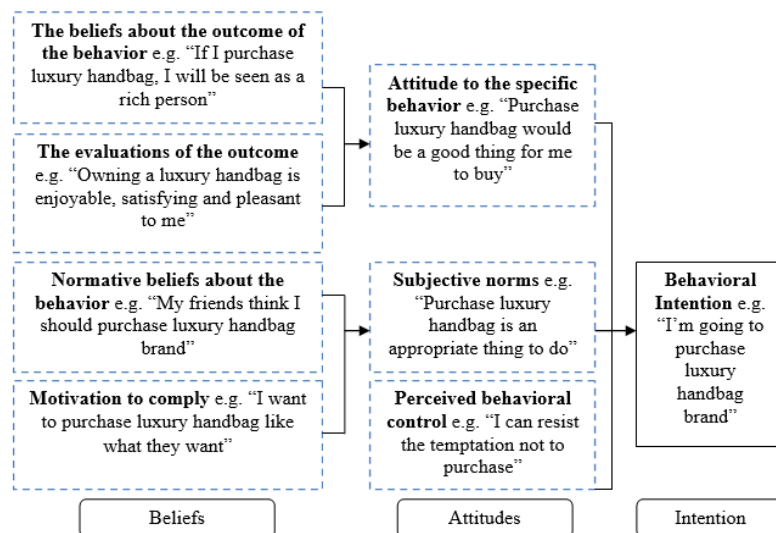 The beliefs about the outcome of
the behavior e.g. “If I purchase
luxury handbag, I will be seen as a
rich person”
The evaluations of the outcome
e.g. “Owning a luxury handbag is
enjoyable, satisfying and pleasant
to me”
Normative beliefs about the
behavior e.g. “My friends think I
should purchase luxury handbag
brand”
Motivation to comply e.g. “I want
to purchase luxury handbag like
what they want”
Attitude to the specific
behavior e.g. “Purchase
luxury handbag would
be a good thing for me
to buy”
Subjective norms e.g.
“Purchase luxury
handbag is an
appropriate thing to do”
Perceived behavioral
control e.g. “I can resist
the temptation not to
purchase”
Behavioral
Intention e.g.
“I’m going to
purchase
luxury
handbag
brand”
Beliefs
Attitudes
Intention